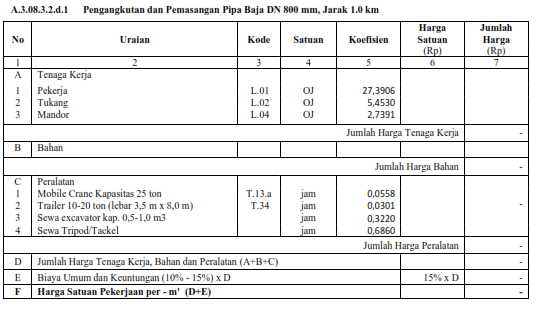 A.3.08.3.2.d.1 Pengangkutan dan Pemasangan Pipa Baja DN 800 mm, Jarak 1.0 km
No Uraian Kode Satuan Koefisien Harga Satuan (Rp) Jumlah Harga (Rp)
1 2 3 4 5 6 7
A Tenaga Kerja
1 Pekerja L.01 OJ 27,3906
2 Tukang L.02 OJ 5,4530
3 Mandor L.04 OJ 2,7391
Jumlah Harga Tenaga Kerja -
B Bahan
Jumlah Harga Bahan -
C Peralatan
1 Mobile Crane Kapasitas 25 ton T.13.a jam 0,0558
2 Trailer 10-20 ton (lebar 3,5 m x 8,0 m) T.34 jam 0,0301 -
3 Sewa excavator kap. 0,5-1,0 m3 jam 0,3220
4 Sewa Tripod/Tackel jam 0,6860
Jumlah Harga Peralatan -
D Jumlah Harga Tenaga Kerja, Bahan dan Peralatan (A+B+C) -
E Biaya Umum dan Keuntungan (10% - 15%) x D 15% x D -
F Harga Satuan Pekerjaan per - m' (D+E) -